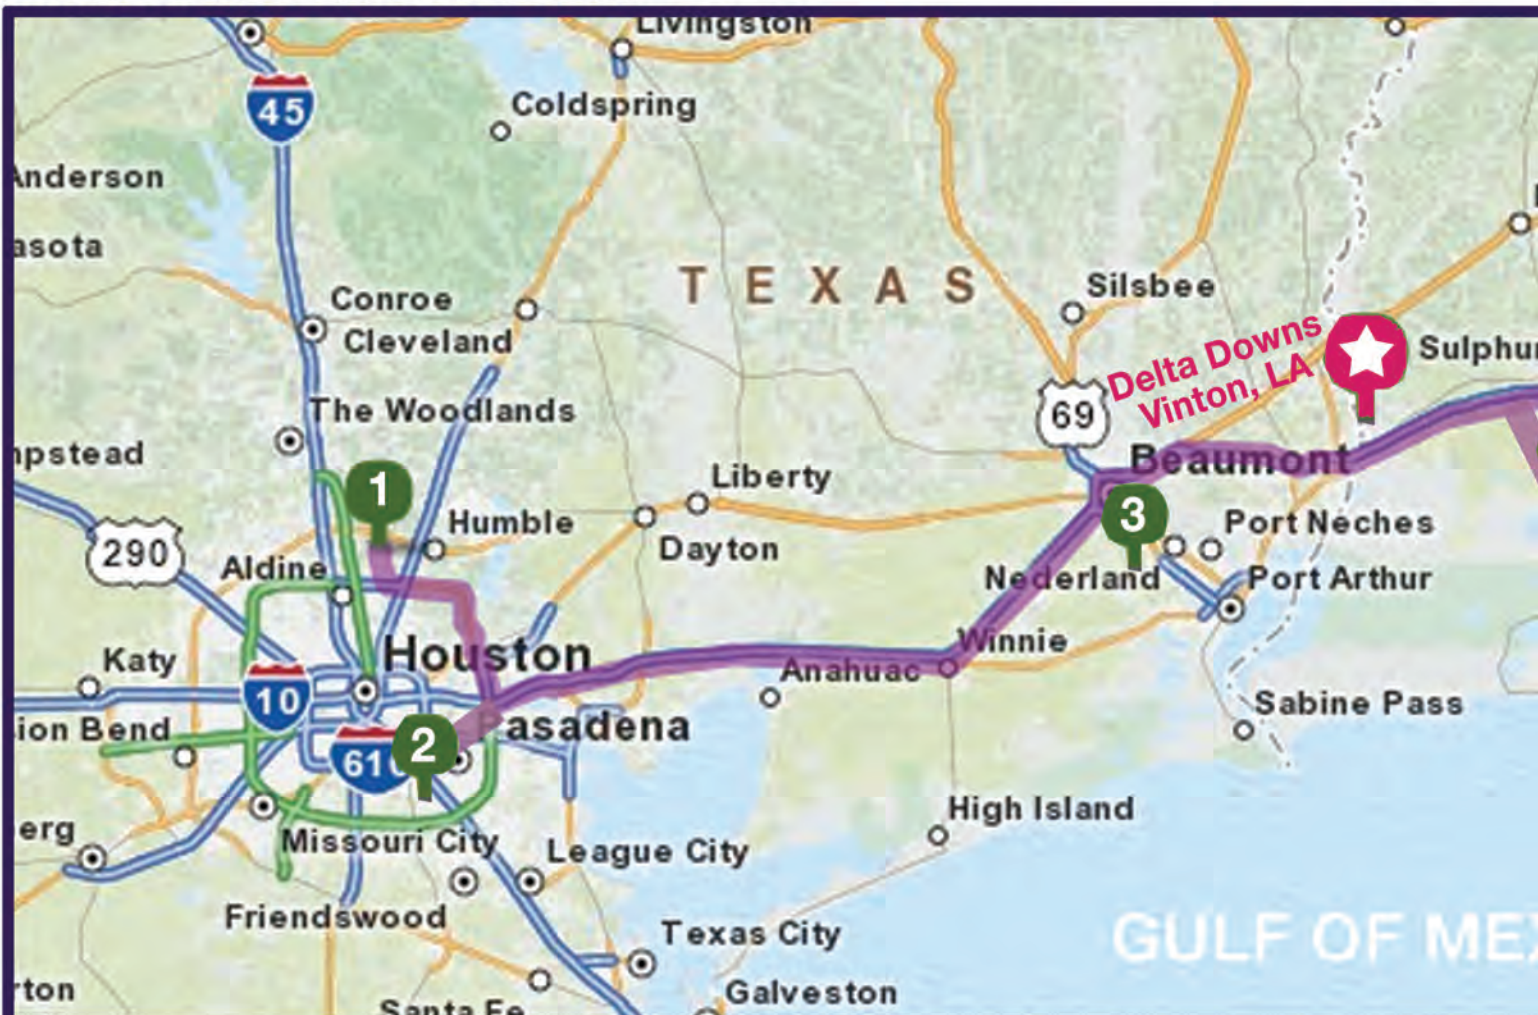 Livingston
45
Coldspring
Anderson
asota
TEXAS
Conroe
Silsbee
Cleveland
Delta Downs
Vinton, LA
Sulphur
The Woodlands
69
mpstead
Beaumont
1
Liberty
3
Humble
Port Neches
290
Dayton
Aldine
Nederland
Port Arthur
Houston
Winnie
Katy
Anahuac
10
Sabine Pass
sion Bend
Pasadena
2
610
High Island
erg
Missouri City
League City
Friendswood
Texas City
GULF OF MEX
rton
Santa Fe
Galveston